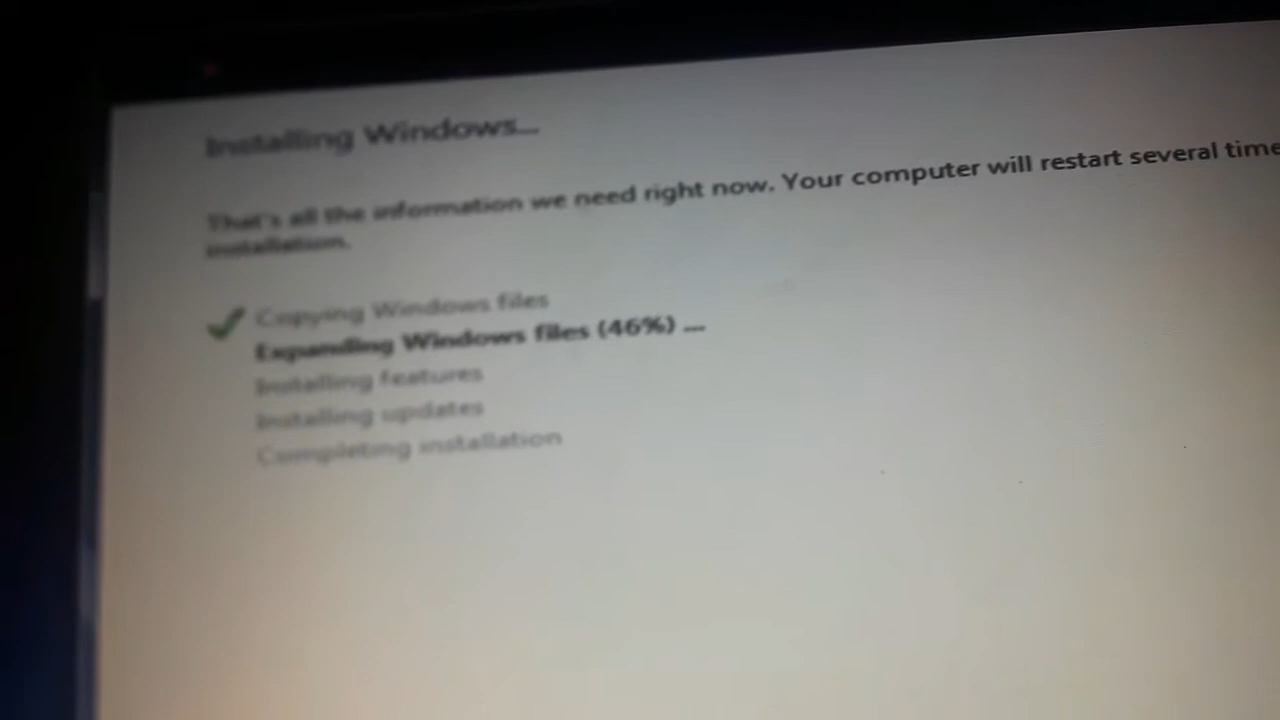 Installing Windows...
That's all the information we need right now. Your computer will restart several time
installation.
Copying Windows files
Expanding Windows files (46%) ...
Installing features
Installing updates
Completing installation